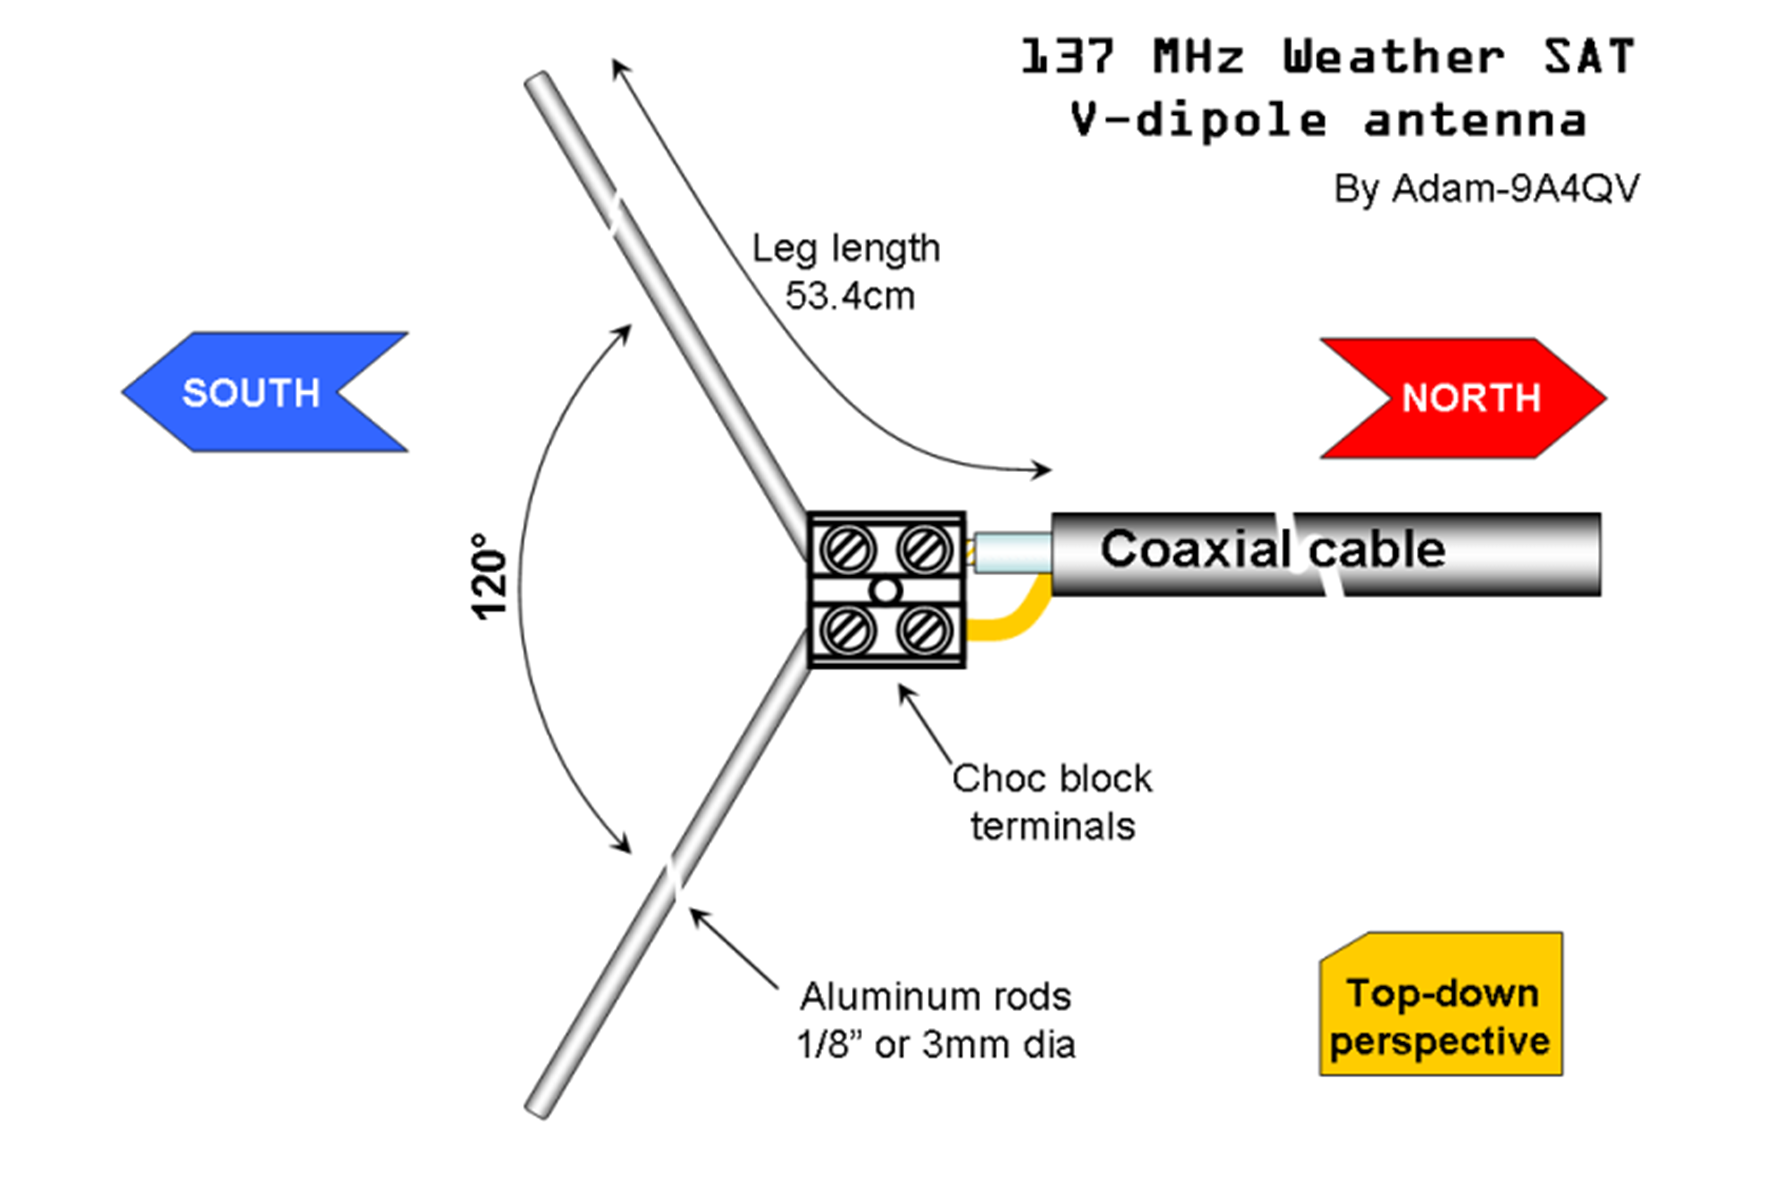 137 MHz Weather SAT
V-dipole antenna
By Adam-9A4QV
Leg length
53.4cm
SOUTH
NORTH
Coaxial cable
120°
Choc block
terminals
Aluminum rods
1/8” or 3mm dia
Top-down
perspective